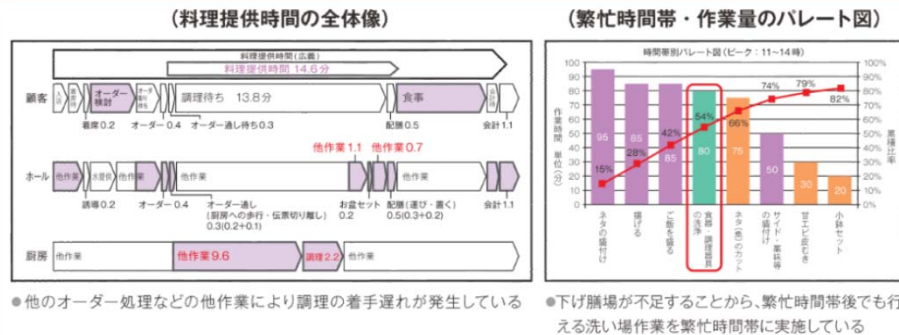 (料理提供時間の全体像)
(繁忙時間帯・作業量のパレート図)
料理提供時間(広義)
料理提供時間 14.6分
顧客
オーダー検討
調理待ち 13.8分
食事
着席0.2
オーダー0.4
オーダー通し待ち0.3
配膳0.5
会計1.1
他作業1.1
他作業0.7
ホール
他作業
水提供
他作業
他作業
他作業
誘導0.2
オーダー0.4
オーダー通し
(厨房への歩行・伝票切り離し)
0.3(0.2+0.1)
お盆セット
0.2
配膳(運び・置く)
0.5(0.3+0.2)
会計1.1
厨房
他作業
他作業9.6
調理2.2
他作業
●他のオーダー処理などの他作業により調理の着手遅れが発生している
時間帯別パレート図(ピーク:11~14時)
作業時間 単位(分)
100
90
80
70
60
50
40
30
20
10
0
95
85
85
80
75
50
30
20
15%
28%
42%
54%
66%
74%
79%
82%
100%
90%
80%
70%
60%
50%
40%
30%
20%
10%
0%
累積比率
ネタの盛付け
揚げる
ご飯を盛る
食器・調理器具の洗浄
ネタ(魚)のカット
サイド・薬味等の盛付け
甘エビ皮むき
小鉢セット
●下げ膳場が不足することから、繁忙時間帯後でも行
える洗い場作業を繁忙時間帯に実施している